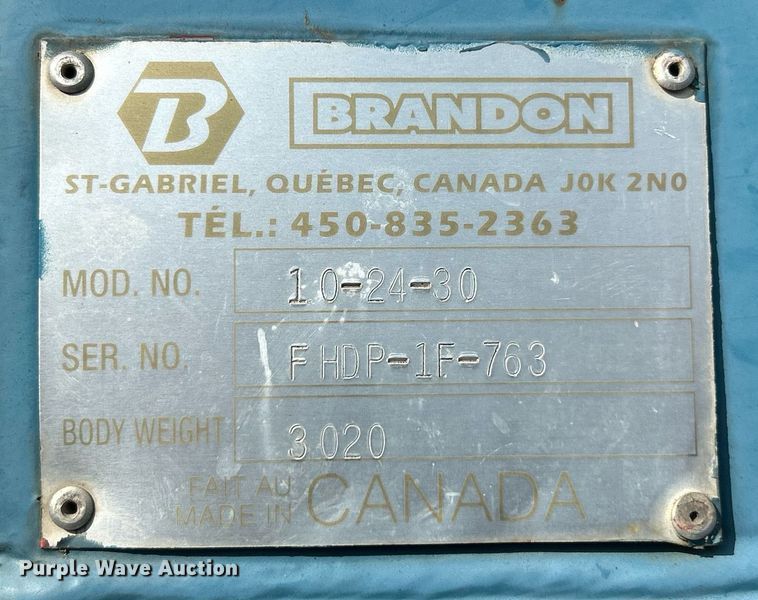 B BRANDON
ST-GABRIEL, QUÉBEC, CANADA J0K 2N0
TÉL.: 450-835-2363
MOD. NO. 10-24-30
SER. NO. FHDP-1F-763
BODY WEIGHT 3020
FAIT AU
MADE IN CANADA
Purple Wave Auction